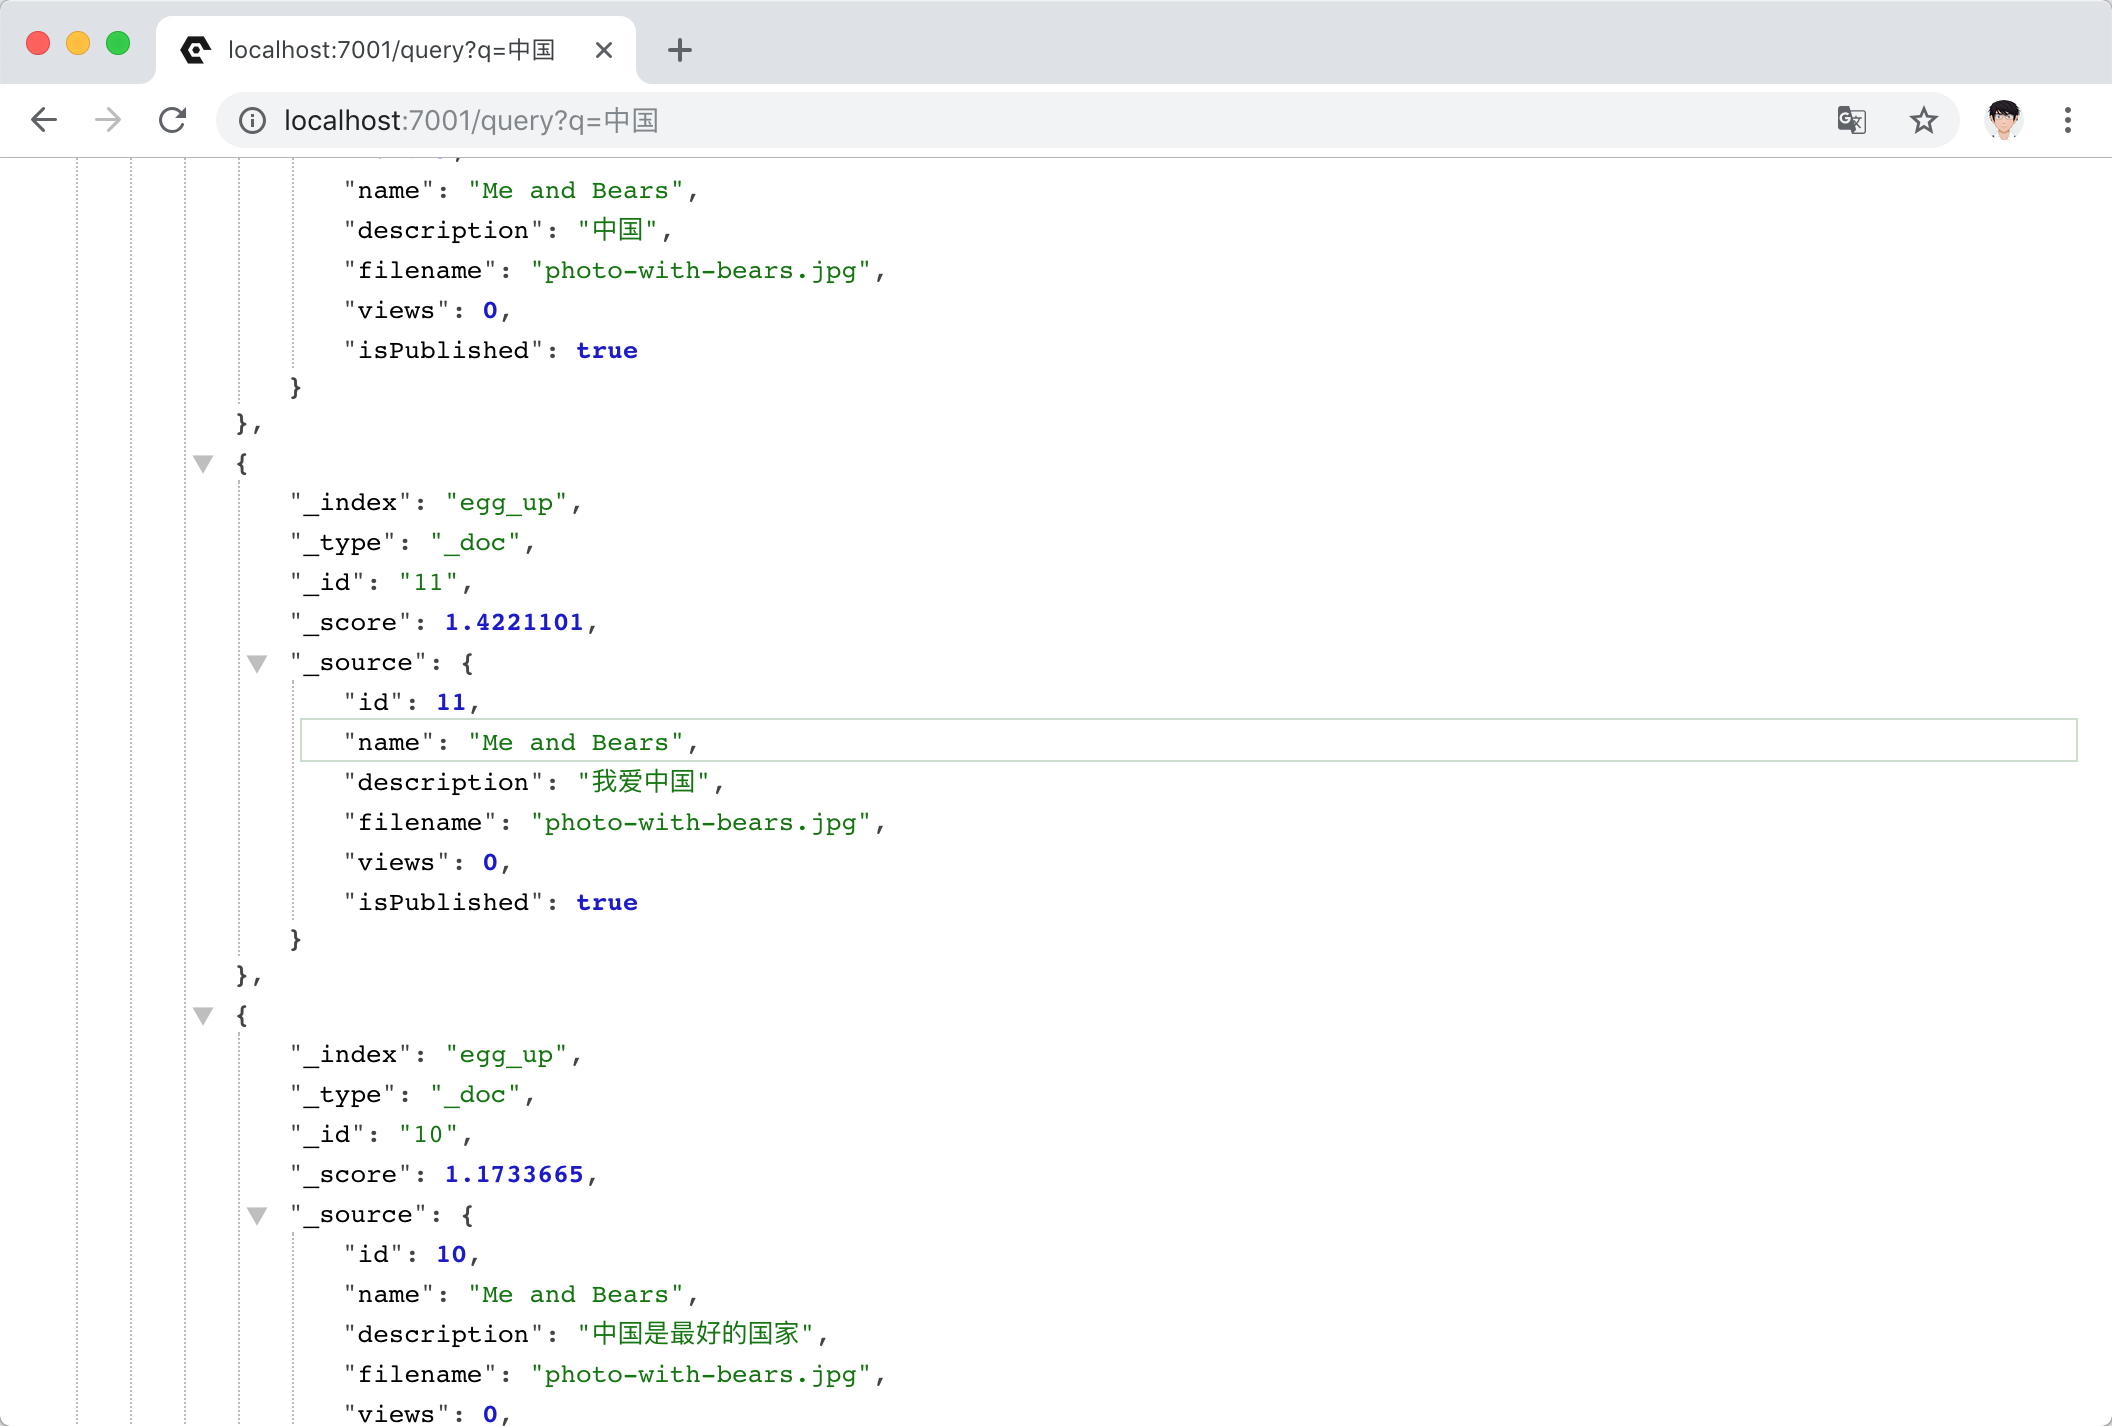 localhost:7001/query?q=中国
localhost:7001/query?q=中国
"name": "Me and Bears",
"description": "中国",
"filename": "photo-with-bears.jpg",
"views": 0,
"isPublished": true
}
},
{
"_index": "egg_up",
"_type": "_doc",
"_id": "11",
"_score": 1.4221101,
"_source": {
"id": 11,
"name": "Me and Bears",
"description": "我爱中国",
"filename": "photo-with-bears.jpg",
"views": 0,
"isPublished": true
}
},
{
"_index": "egg_up",
"_type": "_doc",
"_id": "10",
"_score": 1.1733665,
"_source": {
"id": 10,
"name": "Me and Bears",
"description": "中国是最好的国家",
"filename": "photo-with-bears.jpg",
"views": 0,